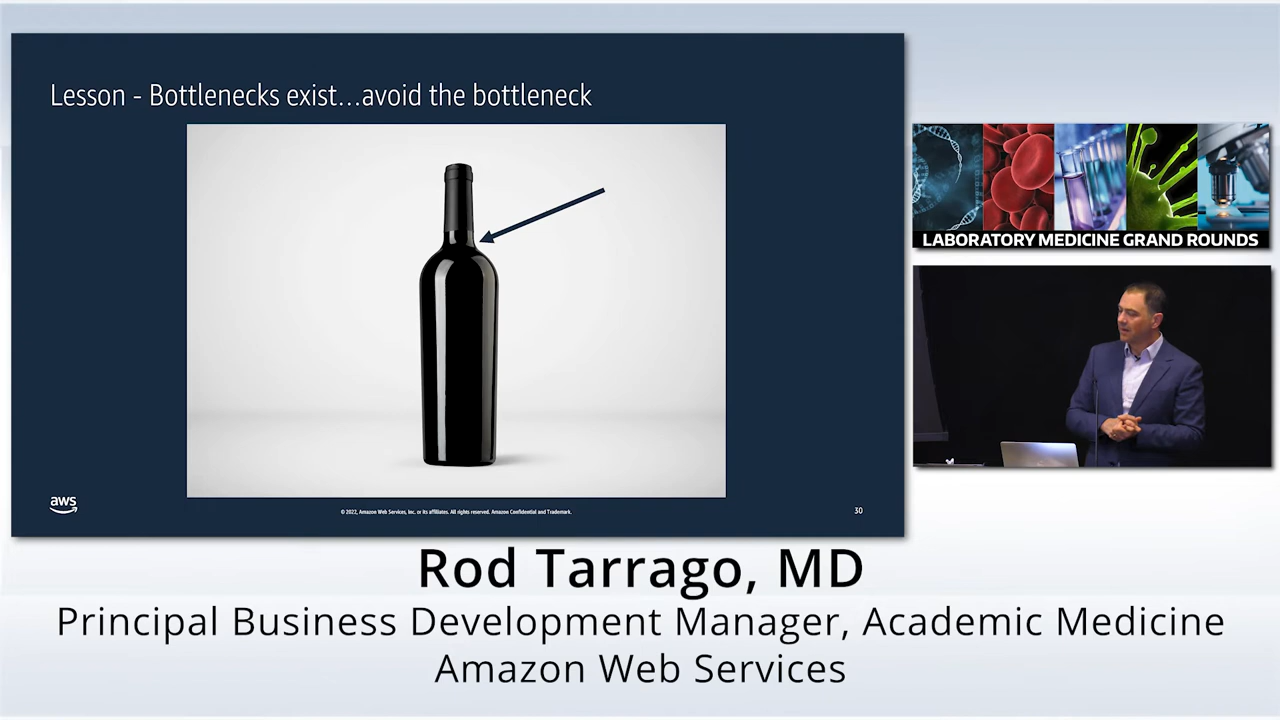 Lesson - Bottlenecks exist...avoid the bottleneck
aws
© 2022, Amazon Web Services, Inc. or its affiliates. All rights reserved. Amazon Confidential and Trademark.
30
LABORATORY MEDICINE GRAND ROUNDS
Rod Tarrago, MD
Principal Business Development Manager, Academic Medicine
Amazon Web Services